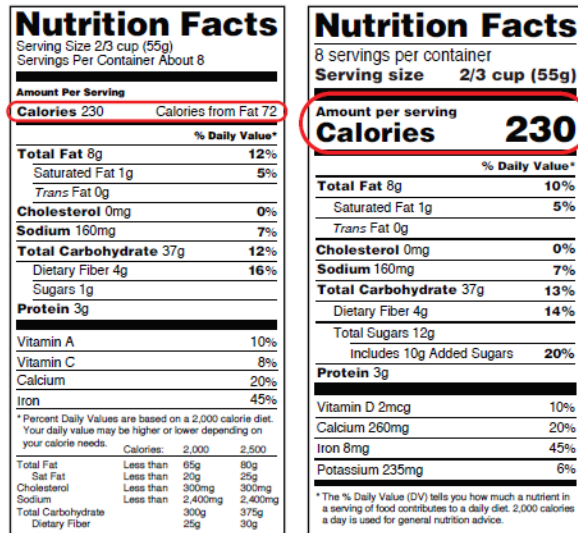 Nutrition Facts
Serving Size 2/3 cup (55g)
Servings Per Container About 8
Amount Per Serving
Calories 230 Calories from Fat 72
% Daily Value*
Total Fat 8g 12%
Saturated Fat 1g 5%
Trans Fat 0g
Cholesterol 0mg 0%
Sodium 160mg 7%
Total Carbohydrate 37g 12%
Dietary Fiber 4g 16%
Sugars 1g
Protein 3g
Vitamin A 10%
Vitamin C 8%
Calcium 20%
Iron 45%
* Percent Daily Values are based on a 2,000 calorie diet.
Your daily value may be higher or lower depending on
your calorie needs.
Calories: 2,000 2,500
Total Fat Less than 65g 80g
Sat Fat Less than 20g 25g
Cholesterol Less than 300mg 300mg
Sodium Less than 2,400mg 2,400mg
Total Carbohydrate 300g 375g
Dietary Fiber 25g 30g
Nutrition Facts
8 servings per container
Serving size 2/3 cup (55g)
Amount per serving
Calories 230
% Daily Value*
Total Fat 8g 10%
Saturated Fat 1g 5%
Trans Fat 0g
Cholesterol 0mg 0%
Sodium 160mg 7%
Total Carbohydrate 37g 13%
Dietary Fiber 4g 14%
Total Sugars 12g
Includes 10g Added Sugars 20%
Protein 3g
Vitamin D 2mcg 10%
Calcium 260mg 20%
Iron 8mg 45%
Potassium 235mg 6%
* The % Daily Value (DV) tells you how much a nutrient in
a serving of food contributes to a daily diet. 2,000 calories
a day is used for general nutrition advice.